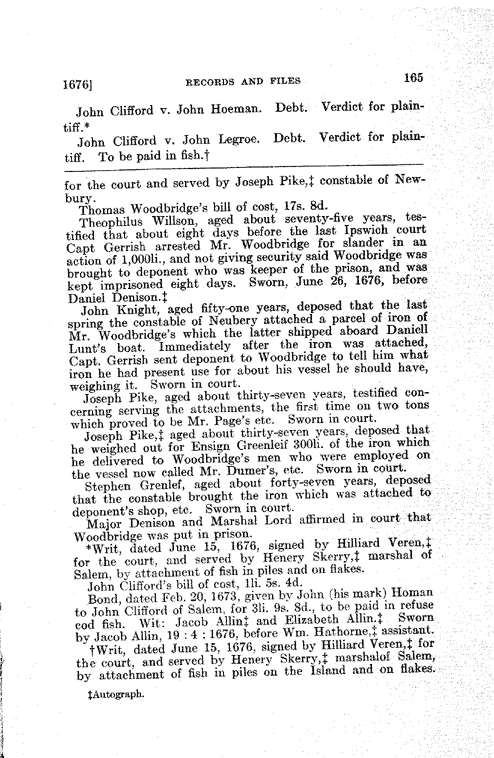 1676] RECORDS AND FILES 165
John Clifford v. John Hoeman. Debt. Verdict for plain-
tiff.*
John Clifford v. John Legroe. Debt. Verdict for plain-
tiff. To be paid in fish.†
for the court and served by Joseph Pike,‡ constable of New-
bury.
Thomas Woodbridge's bill of cost, 17s. 8d.
Theophilus Willson, aged about seventy-five years, tes-
tified that about eight days before the last Ipswich court
Capt Gerrish arrested Mr. Woodbridge for slander in an
action of 1,000li., and not giving security said Woodbridge was
brought to deponent who was keeper of the prison, and was
kept imprisoned eight days. Sworn, June 26, 1676, before
Daniel Denison.‡
John Knight, aged fifty-one years, deposed that the last
spring the constable of Neubery attached a parcel of iron of
Mr. Woodbridge's which the latter shipped aboard Daniell
Lunt's boat. Immediately after the iron was attached,
Capt. Gerrish sent deponent to Woodbridge to tell him what
iron he had present use for about his vessel he should have,
weighing it. Sworn in court.
Joseph Pike, aged about thirty-seven years, testified con-
cerning serving the attachments, the first time on two tons
which proved to be Mr. Page's etc. Sworn in court.
Joseph Pike,‡ aged about thirty-seven years, deposed that
he weighed out for Ensign Greenleif 300li. of the iron which
he delivered to Woodbridge's men who were employed on
the vessel now called Mr. Dumer's, etc. Sworn in court.
Stephen Grenlef, aged about forty-seven years, deposed
that the constable brought the iron which was attached to
deponent's shop, etc. Sworn in court.
Major Denison and Marshal Lord affirmed in court that
Woodbridge was put in prison.
*Writ, dated June 15, 1676, signed by Hilliard Veren,‡
for the court, and served by Henery Skerry,‡ marshal of
Salem, by attachment of fish in piles and on flakes.
John Clifford's bill of cost, 1li. 5s. 4d.
Bond, dated Feb. 20, 1673, given by John (his mark) Homan
to John Clifford of Salem, for 3li. 9s. 8d., to be paid in refuse
cod fish. Wit: Jacob Allin‡ and Elizabeth Allin.‡ Sworn
by Jacob Allin, 19 : 4 : 1676, before Wm. Hathorne,‡ assistant.
†Writ, dated June 15, 1676, signed by Hilliard Veren,‡ for
the court, and served by Henery Skerry,‡ marshalof Salem,
by attachment of fish in piles on the Island and on flakes.
‡Autograph.